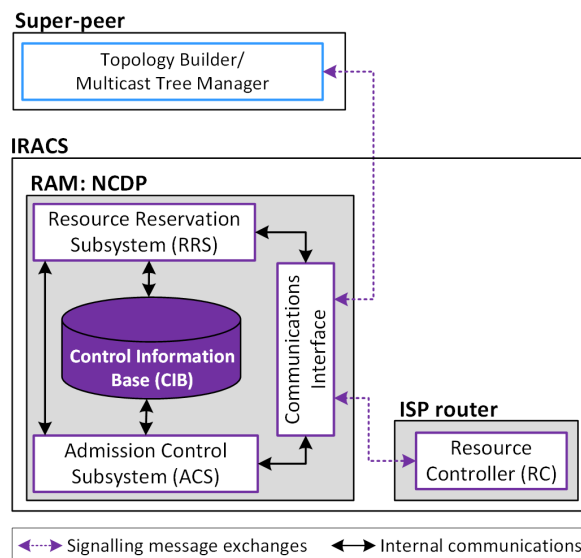 Super-peer
Topology Builder/
Multicast Tree Manager
IRACS
RAM: NCDP
Resource Reservation
Subsystem (RRS)
Control Information
Base (CIB)
Communications
Interface
Admission Control
Subsystem (ACS)
ISP router
Resource
Controller (RC)
Signalling message exchanges
Internal communications